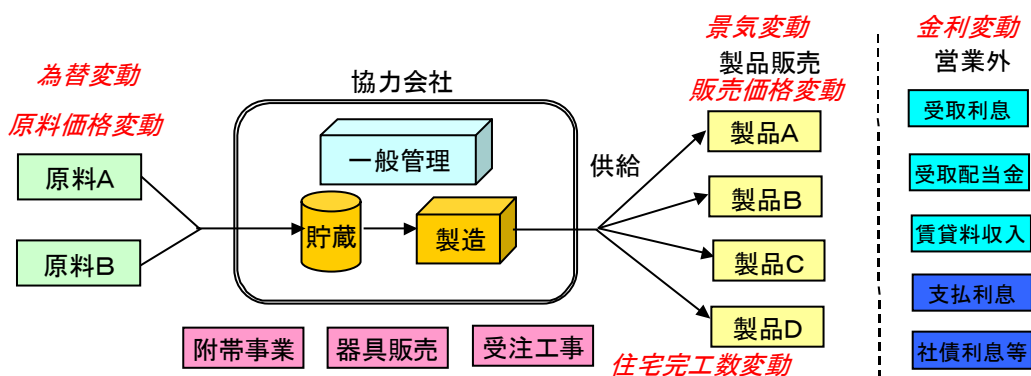 為替変動
原料価格変動
原料A
原料B
協力会社
一般管理
貯蔵
製造
供給
附帯事業
器具販売
受注工事
景気変動
製品販売
販売価格変動
製品A
製品B
製品C
製品D
住宅完工数変動
金利変動
営業外
受取利息
受取配当金
賃貸料収入
支払利息
社債利息等